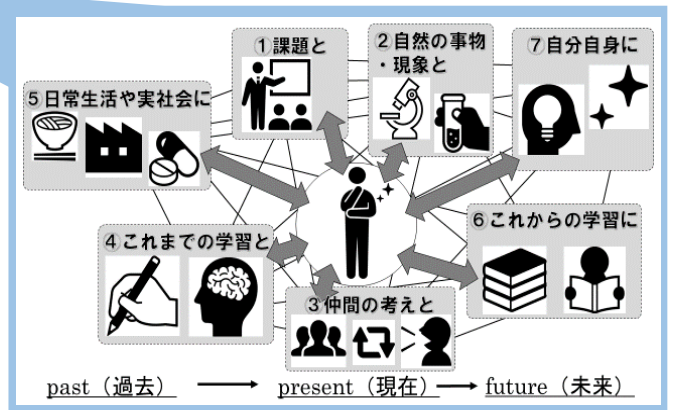 ①課題と
②自然の事物
・現象と
⑦自分自身に
⑤日常生活や実社会に
④これまでの学習と
⑥これからの学習に
③仲間の考えと
past（過去） present（現在） future（未来）